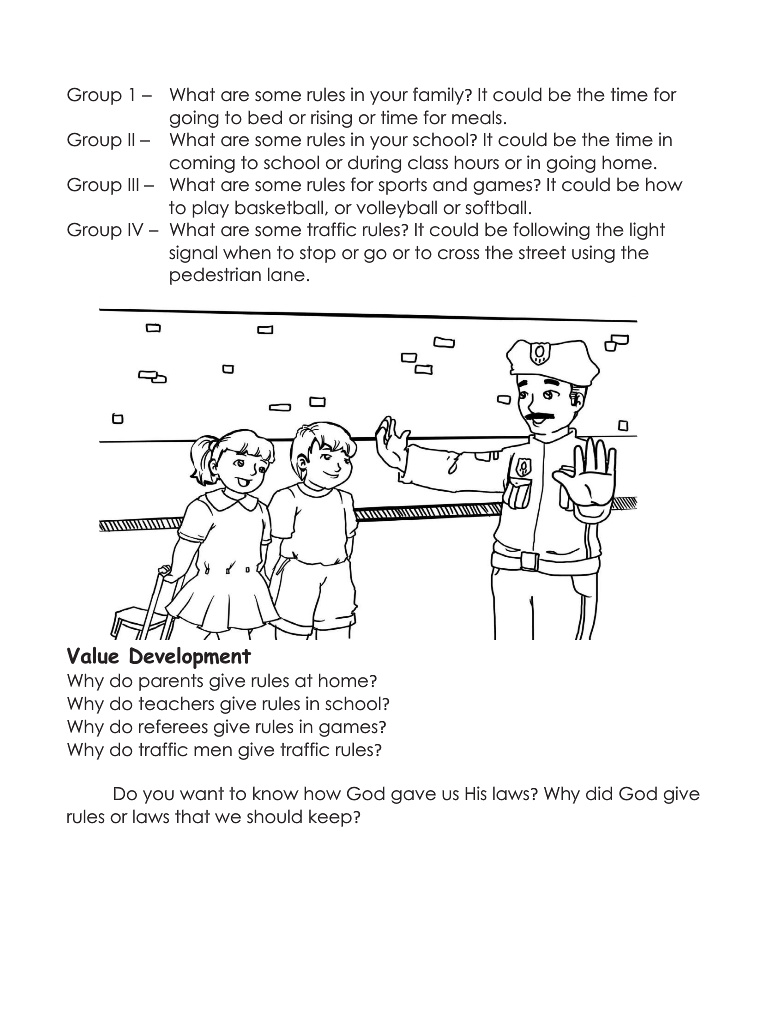 Group 1 – What are some rules in your family? It could be the time for
going to bed or rising or time for meals.
Group II – What are some rules in your school? It could be the time in
coming to school or during class hours or in going home.
Group III – What are some rules for sports and games? It could be how
to play basketball, or volleyball or softball.
Group IV – What are some traffic rules? It could be following the light
signal when to stop or go or to cross the street using the
pedestrian lane.
Value Development
Why do parents give rules at home?
Why do teachers give rules in school?
Why do referees give rules in games?
Why do traffic men give traffic rules?
Do you want to know how God gave us His laws? Why did God give
rules or laws that we should keep?